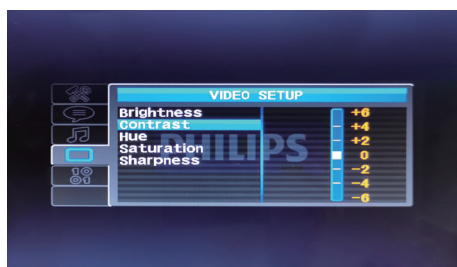 VIDEO SETUP
Brightness
Contrast
Hue
Saturation
Sharpness
PHILIPS
+6
+4
+2
0
-2
-4
-6